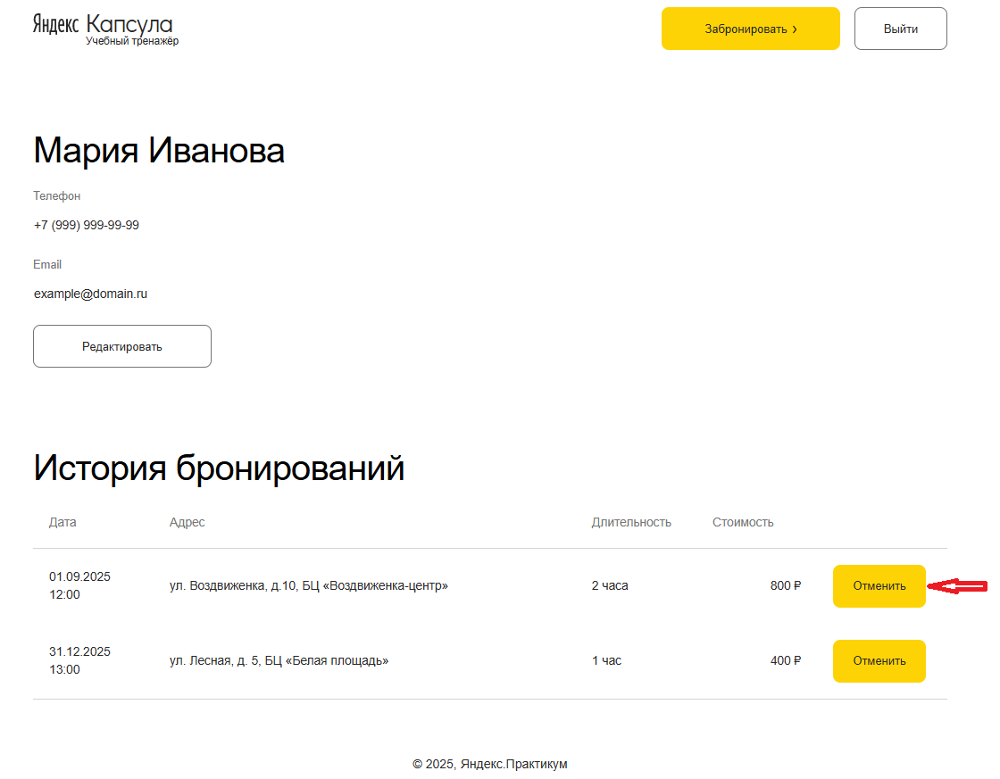 Яндекс Капсула
Учебный тренажёр
Забронировать ›
Выйти
Мария Иванова
Телефон
+7 (999) 999-99-99
Email
example@domain.ru
Редактировать
История бронирований
Дата Адрес Длительность Стоимость
01.09.2025
12:00
ул. Воздвиженка, д.10, БЦ «Воздвиженка-центр» 2 часа 800 ₽ Отменить
31.12.2025
13:00
ул. Лесная, д. 5, БЦ «Белая площадь» 1 час 400 ₽ Отменить
© 2025, Яндекс.Практикум